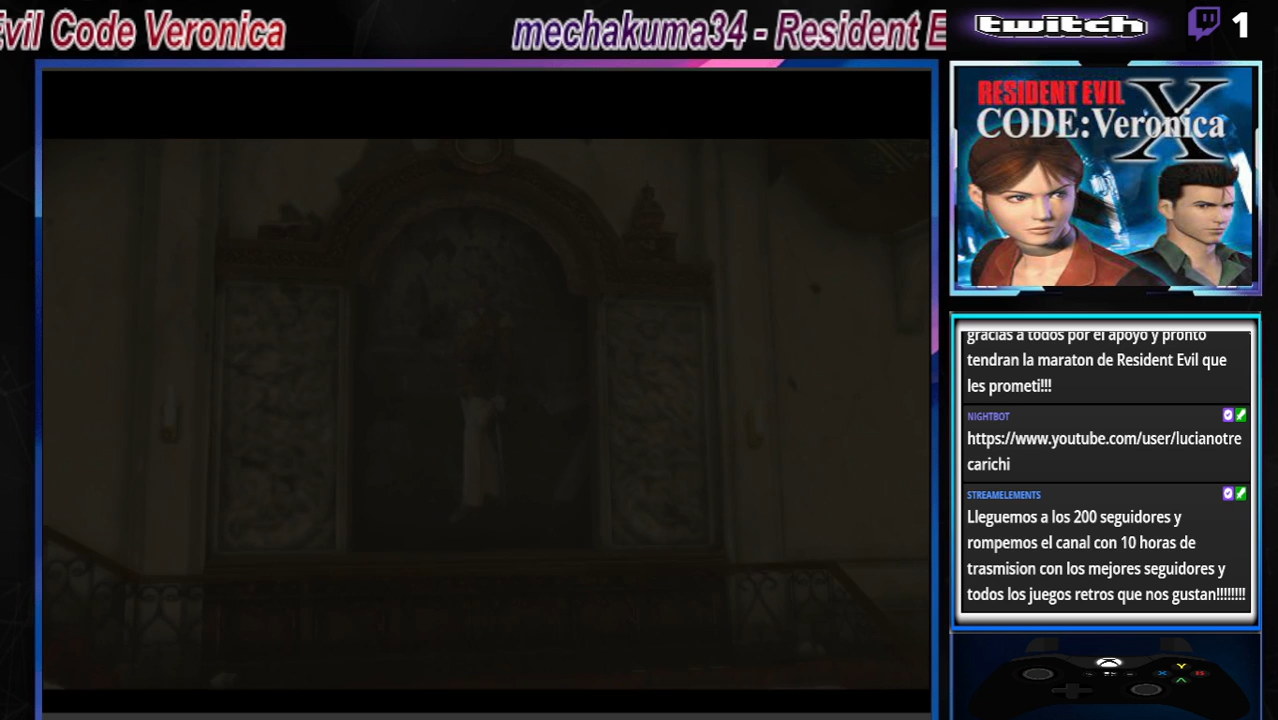 Evil Code Veronica
mechakuma34 - Resident E
twitch
1
RESIDENT EVIL
CODE:Veronica
X
gracias a todos por el apoyo y pronto
tendran la maraton de Resident Evil que
les prometi!!!
NIGHTBOT
https://www.youtube.com/user/lucianotre
carichi
STREAMELEMENTS
Lleguemos a los 200 seguidores y
rompemos el canal con 10 horas de
trasmision con los mejores seguidores y
todos los juegos retros que nos gustan!!!!!!!!